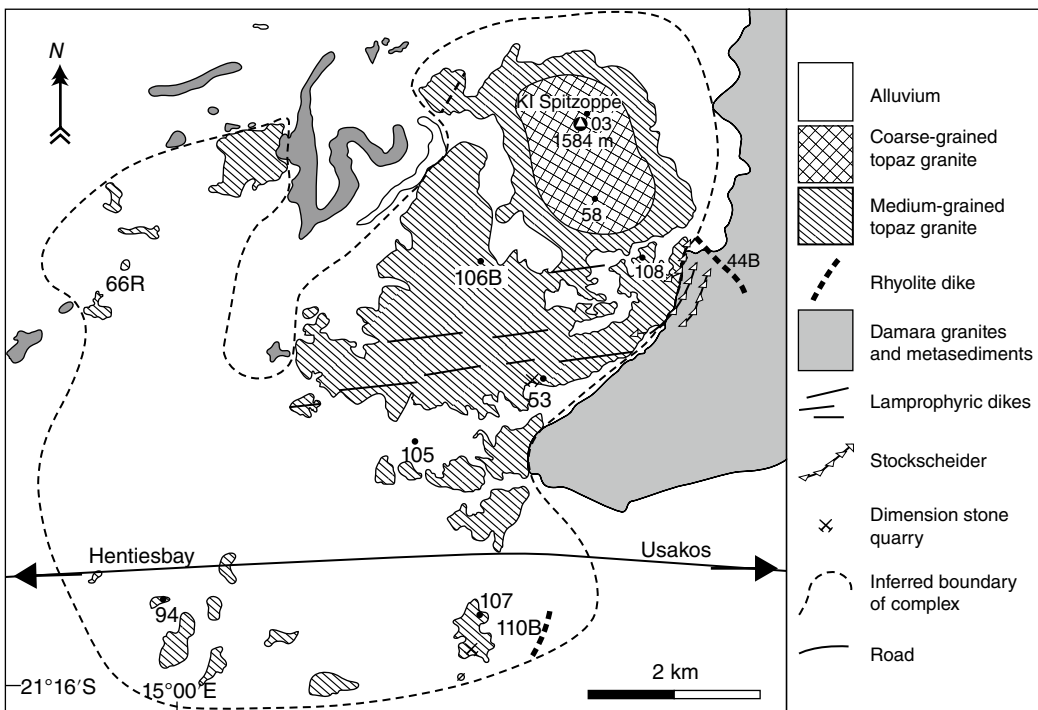 N
Kl Spitzoppe
03
1584 m
58
106B
108
44B
66R
53
105
Hentiesbay
Usakos
94
107
110B
2 km
21°16′S
15°00′E
Alluvium
Coarse-grained
topaz granite
Medium-grained
topaz granite
Rhyolite dike
Damara granites
and metasediments
Lamprophyric dikes
Stockscheider
Dimension stone
quarry
Inferred boundary
of complex
Road